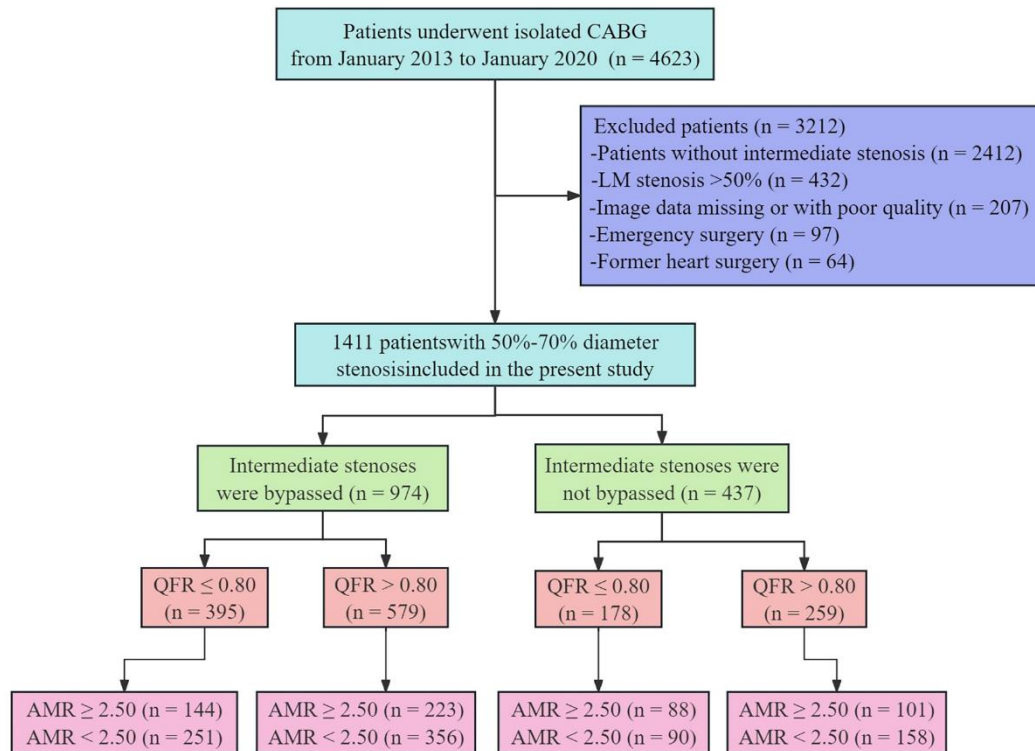 Patients underwent isolated CABG
from January 2013 to January 2020 (n = 4623)
Excluded patients (n = 3212)
-Patients without intermediate stenosis (n = 2412)
-LM stenosis >50% (n = 432)
-Image data missing or with poor quality (n = 207)
-Emergency surgery (n = 97)
-Former heart surgery (n = 64)
1411 patientswith 50%-70% diameter
stenosisincluded in the present study
Intermediate stenoses
were bypassed (n = 974)
Intermediate stenoses were
not bypassed (n = 437)
QFR ≤ 0.80
(n = 395)
QFR > 0.80
(n = 579)
QFR ≤ 0.80
(n = 178)
QFR > 0.80
(n = 259)
AMR ≥ 2.50 (n = 144)
AMR < 2.50 (n = 251)
AMR ≥ 2.50 (n = 223)
AMR < 2.50 (n = 356)
AMR ≥ 2.50 (n = 88)
AMR < 2.50 (n = 90)
AMR ≥ 2.50 (n = 101)
AMR < 2.50 (n = 158)